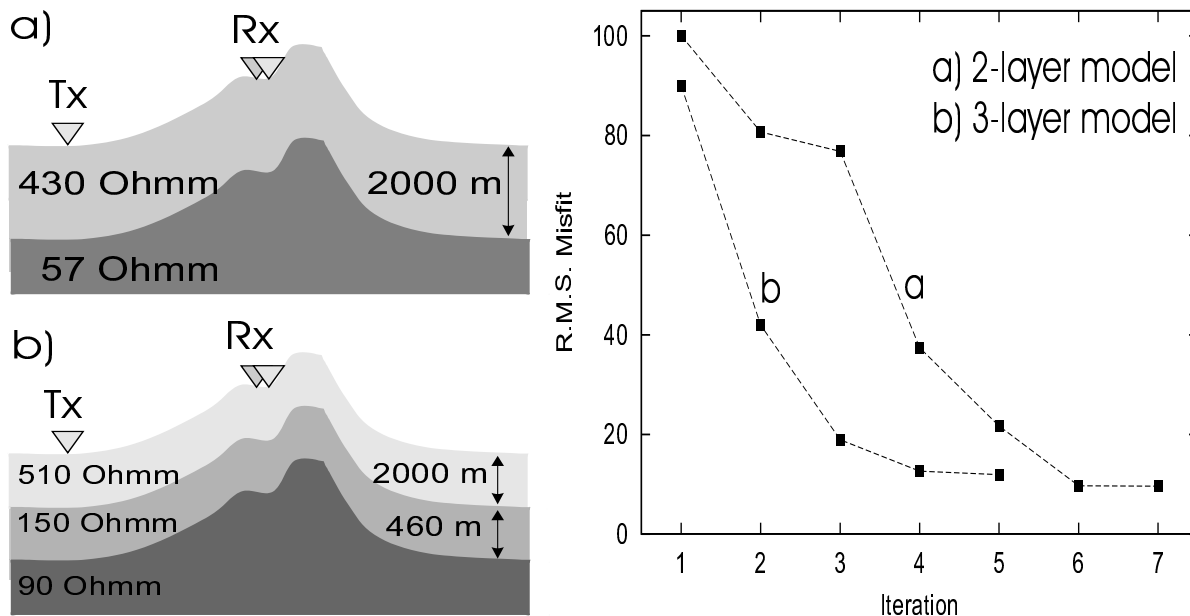 a)
Rx
Tx
430 Ohmm
2000 m
57 Ohmm
b)
Rx
Tx
510 Ohmm
2000 m
150 Ohmm
460 m
90 Ohmm
R.M.S. Misfit
100
80
60
40
20
0
a) 2-layer model
b) 3-layer model
b
a
1 2 3 4 5 6 7
Iteration